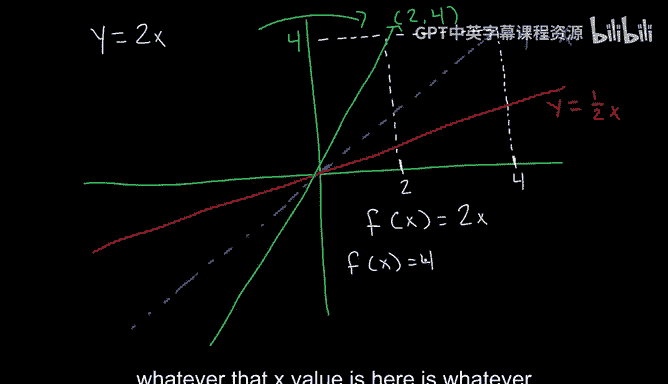 y = 2x
4
(2,4)
GPT中英字幕课程资源
bilibili
y = 1/2 x
2
4
f(x) = 2x
f(x) = 4
whatever that x value is here is whatever